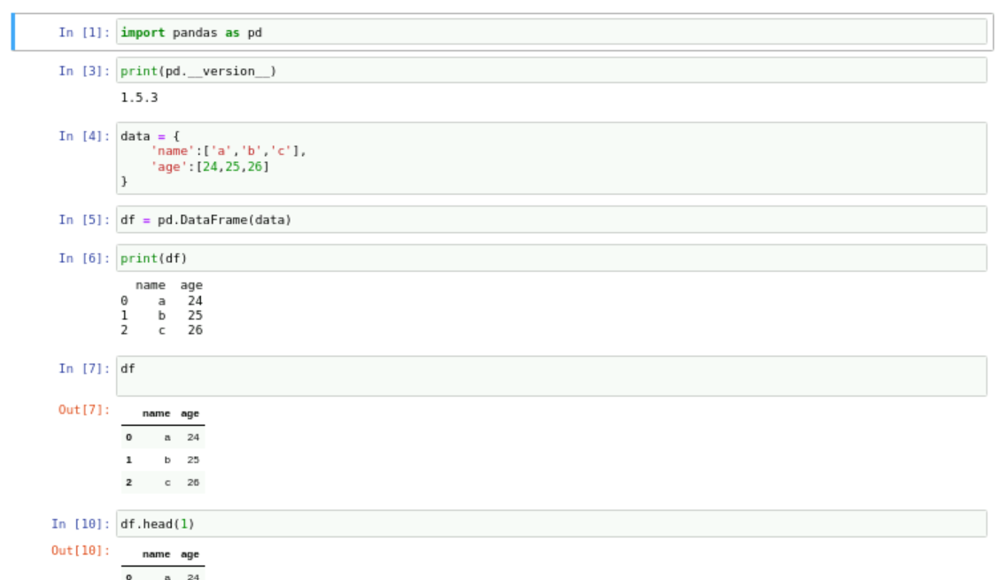 In [1]: import pandas as pd
In [3]: print(pd.__version__)
1.5.3
In [4]: data = {
    'name':['a','b','c'],
    'age':[24,25,26]
}
In [5]: df = pd.DataFrame(data)
In [6]: print(df)
  name  age
0    a   24
1    b   25
2    c   26
In [7]: df
Out[7]:
name age
0 a 24
1 b 25
2 c 26
In [10]: df.head(1)
Out[10]:
name age
0 a 24